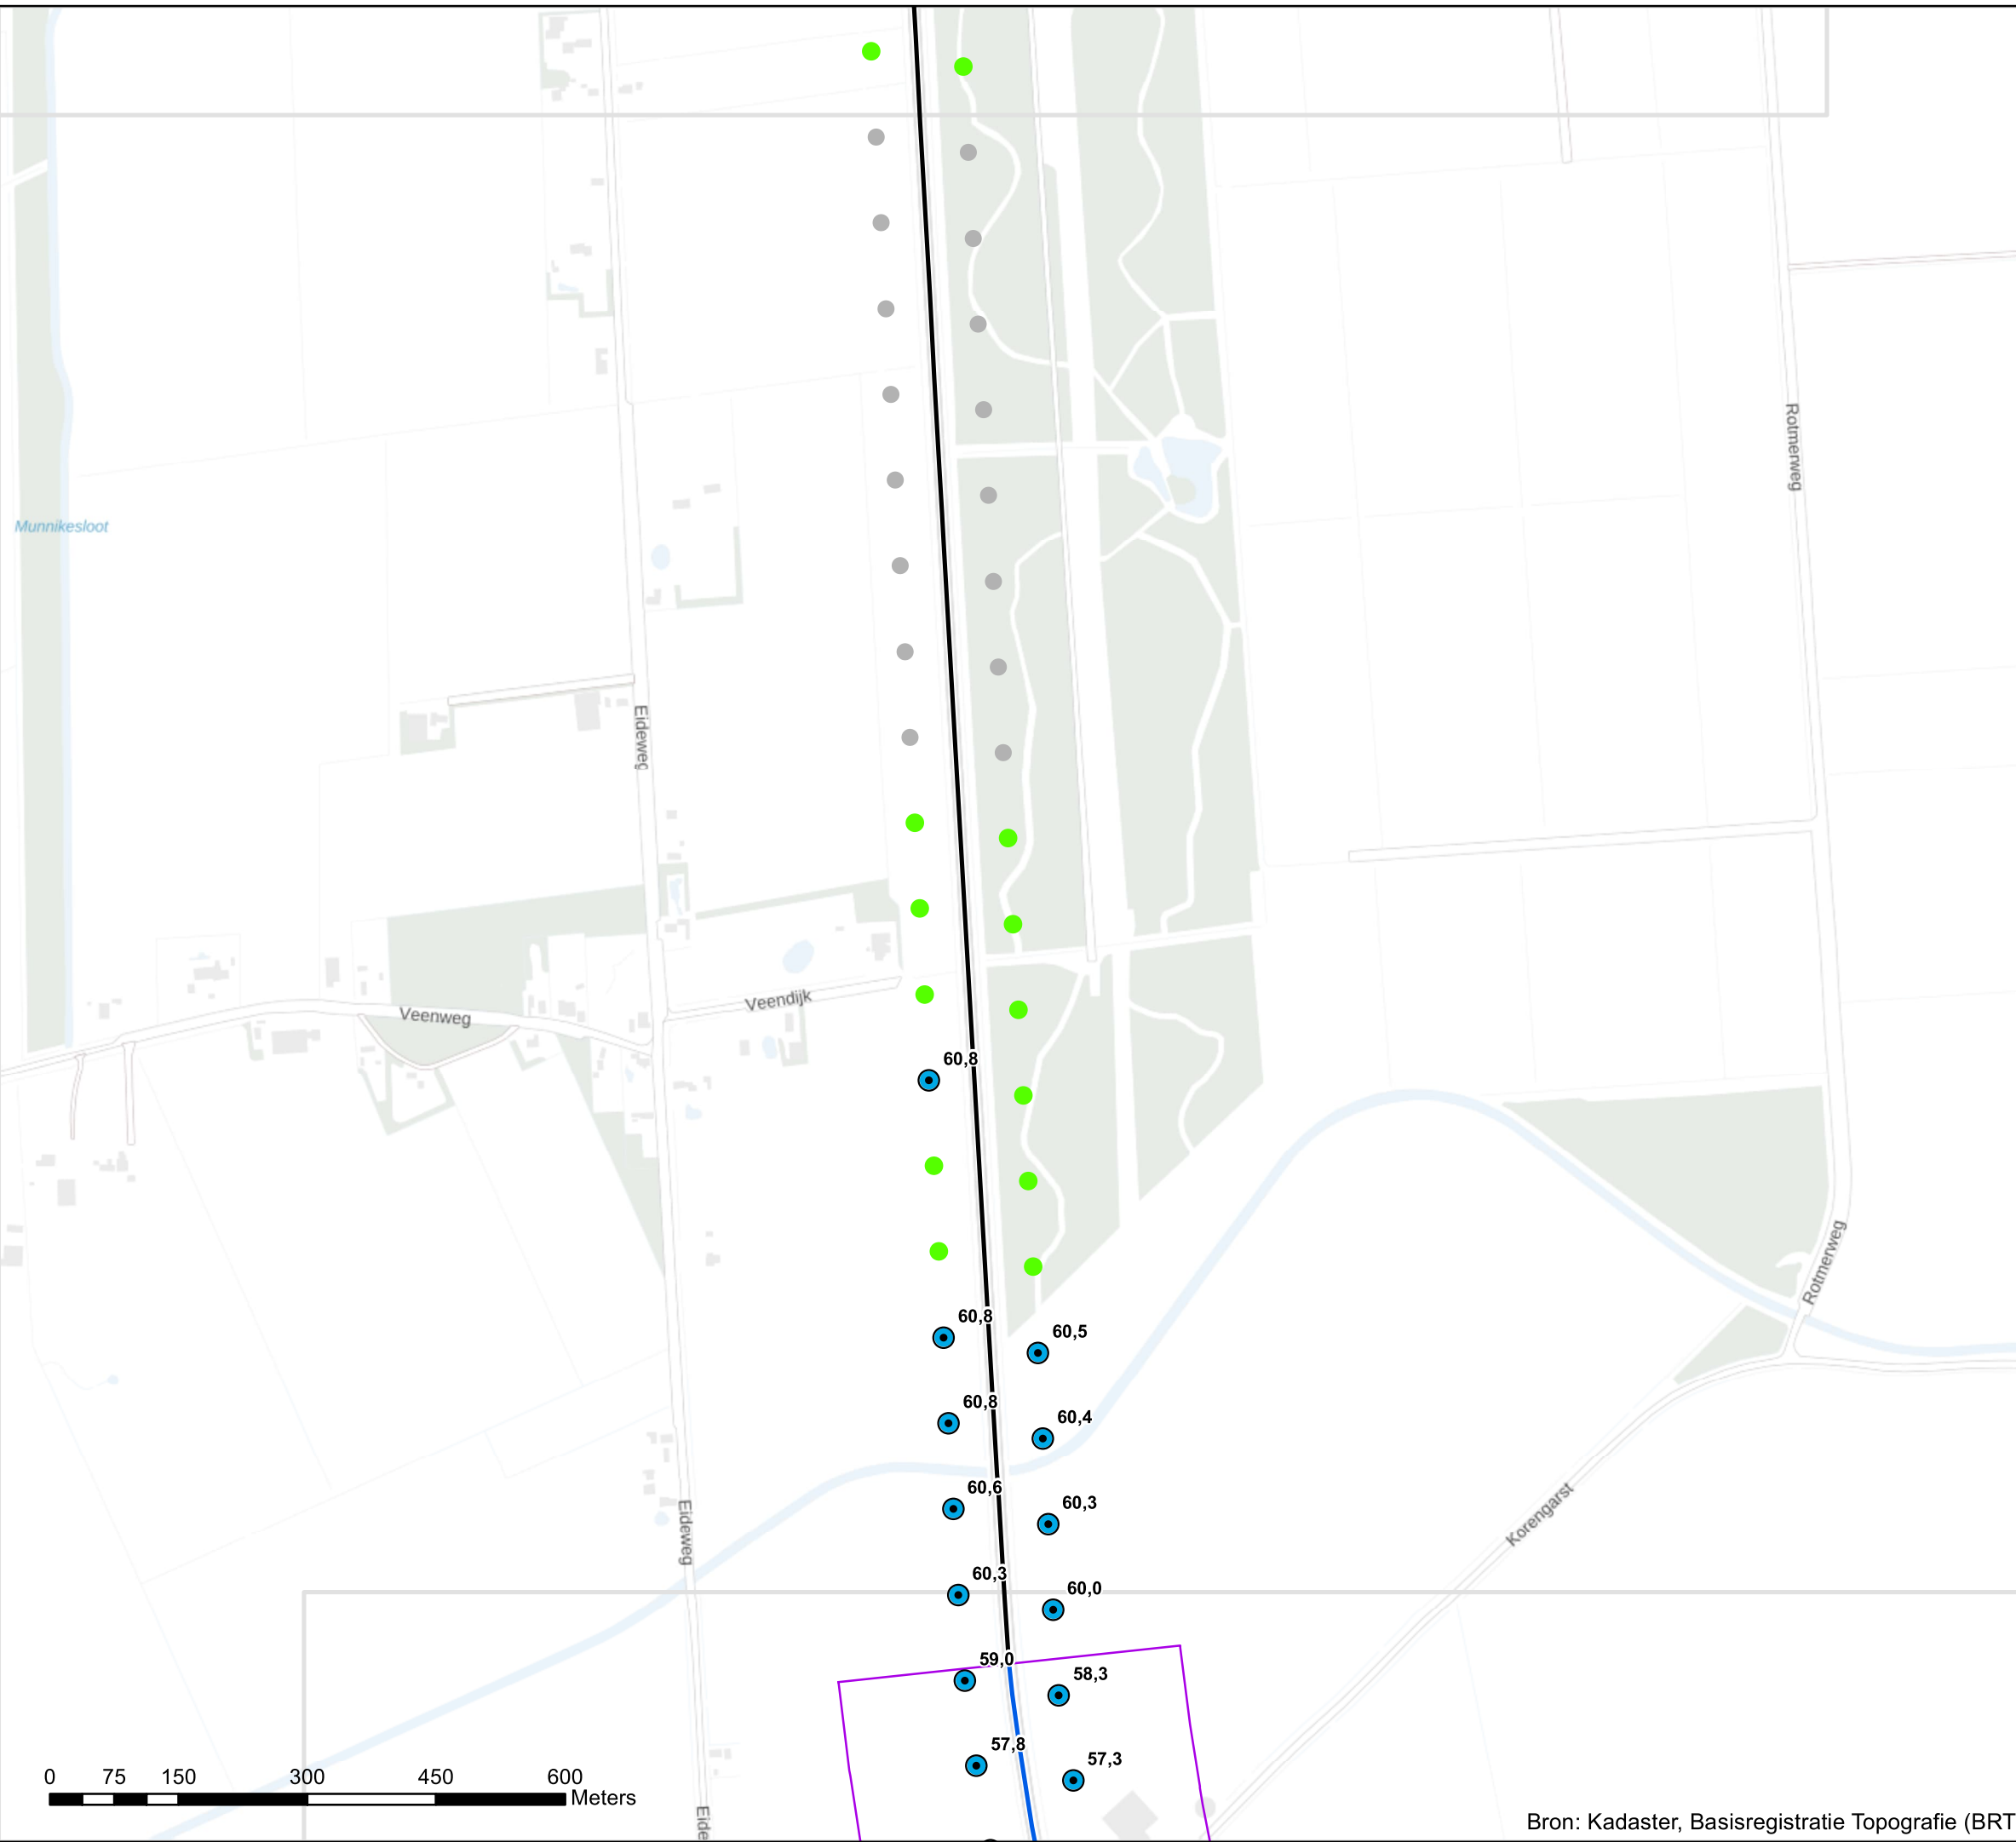 Rotmerweg
Munnikesloot
Eideweg
Veenweg
Veendijk
60,8
Rotmerweg
60,8
60,5
60,8
60,4
60,6
60,3
Korengarst
Eideweg
60,3
60,0
59,0
58,3
57,8
57,3
0 75 150 300 450 600
Meters
Eide
Bron: Kadaster, Basisregistratie Topografie (BRT